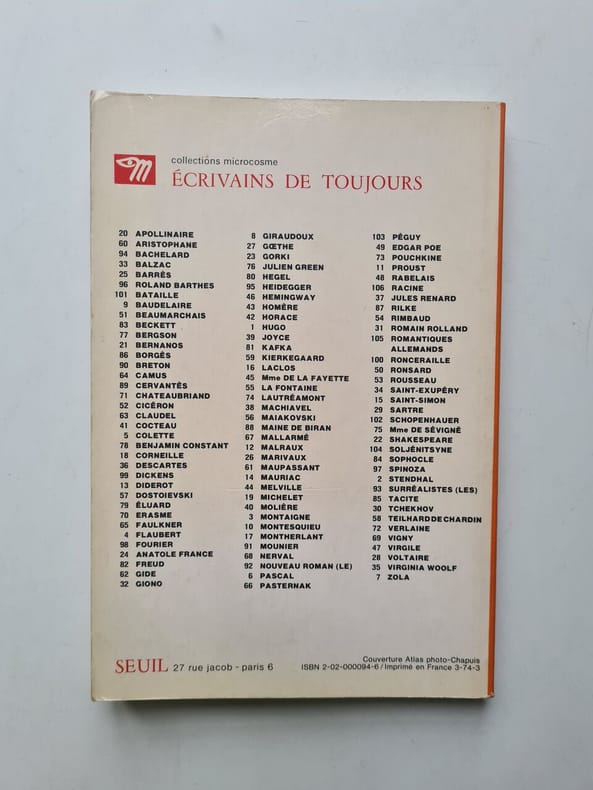 m
collections microcosme
ÉCRIVAINS DE TOUJOURS
20 APOLLINAIRE
60 ARISTOPHANE
94 BACHELARD
33 BALZAC
25 BARRÈS
96 ROLAND BARTHES
101 BATAILLE
9 BAUDELAIRE
51 BEAUMARCHAIS
83 BECKETT
77 BERGSON
21 BERNANOS
86 BORGÈS
90 BRETON
64 CAMUS
89 CERVANTÈS
71 CHATEAUBRIAND
52 CICÉRON
63 CLAUDEL
41 COCTEAU
5 COLETTE
78 BENJAMIN CONSTANT
18 CORNEILLE
36 DESCARTES
99 DICKENS
13 DIDEROT
57 DOSTOIEVSKI
79 ÉLUARD
70 ERASME
65 FAULKNER
4 FLAUBERT
98 FOURIER
24 ANATOLE FRANCE
82 FREUD
62 GIDE
32 GIONO
8 GIRAUDOUX
27 GŒTHE
23 GORKI
76 JULIEN GREEN
80 HEGEL
95 HEIDEGGER
46 HEMINGWAY
43 HOMÈRE
42 HORACE
1 HUGO
39 JOYCE
81 KAFKA
59 KIERKEGAARD
16 LACLOS
45 Mme DE LA FAYETTE
55 LA FONTAINE
74 LAUTRÉAMONT
38 MACHIAVEL
56 MAIAKOVSKI
88 MAINE DE BIRAN
67 MALLARMÉ
12 MALRAUX
26 MARIVAUX
61 MAUPASSANT
14 MAURIAC
44 MELVILLE
19 MICHELET
40 MOLIÈRE
3 MONTAIGNE
10 MONTESQUIEU
17 MONTHERLANT
91 MOUNIER
68 NERVAL
92 NOUVEAU ROMAN (LE)
6 PASCAL
66 PASTERNAK
103 PÉGUY
49 EDGAR POE
73 POUCHKINE
11 PROUST
48 RABELAIS
106 RACINE
37 JULES RENARD
87 RILKE
54 RIMBAUD
31 ROMAIN ROLLAND
105 ROMANTIQUES
ALLEMANDS
100 RONCERAILLE
50 RONSARD
53 ROUSSEAU
34 SAINT-EXUPÉRY
15 SAINT-SIMON
29 SARTRE
102 SCHOPENHAUER
75 Mme DE SÉVIGNÉ
22 SHAKESPEARE
104 SOLJÉNITSYNE
84 SOPHOCLE
97 SPINOZA
2 STENDHAL
93 SURRÉALISTES (LES)
85 TACITE
30 TCHEKHOV
58 TEILHARD DE CHARDIN
72 VERLAINE
69 VIGNY
47 VIRGILE
28 VOLTAIRE
35 VIRGINIA WOOLF
7 ZOLA
SEUIL 27 rue jacob - paris 6
Couverture Atlas photo-Chapuis
ISBN 2-02-000094-6 / Imprimé en France 3-74-3